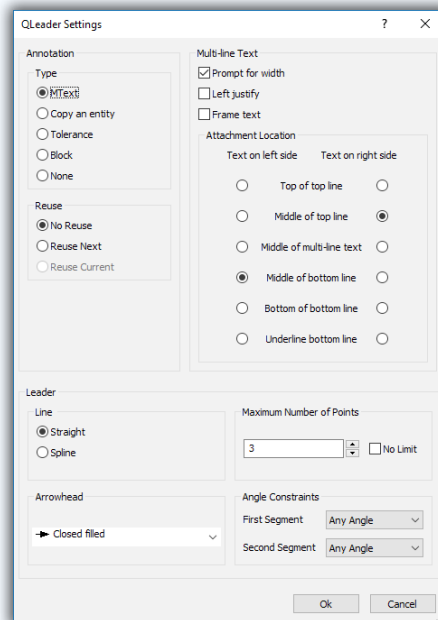 QLeader Settings
Annotation
Type
MText
Copy an entity
Tolerance
Block
None
Reuse
No Reuse
Reuse Next
Reuse Current
Multi-line Text
Prompt for width
Left justify
Frame text
Attachment Location
Text on left side Text on right side
Top of top line
Middle of top line
Middle of multi-line text
Middle of bottom line
Bottom of bottom line
Underline bottom line
Leader
Line
Straight
Spline
Maximum Number of Points
3 No Limit
Arrowhead
Closed filled
Angle Constraints
First Segment Any Angle
Second Segment Any Angle
Ok Cancel